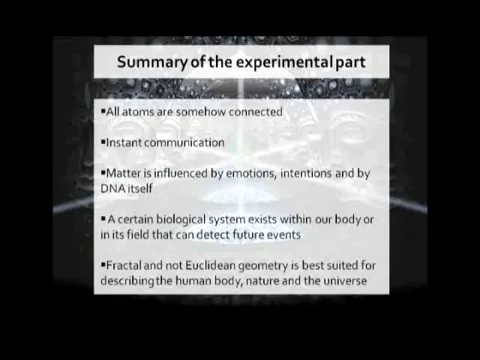 Summary of the experimental part
▪All atoms are somehow connected
▪Instant communication
▪Matter is influenced by emotions, intentions and by
DNA itself
▪A certain biological system exists within our body or
in its field that can detect future events
▪Fractal and not Euclidean geometry is best suited for
describing the human body, nature and the universe